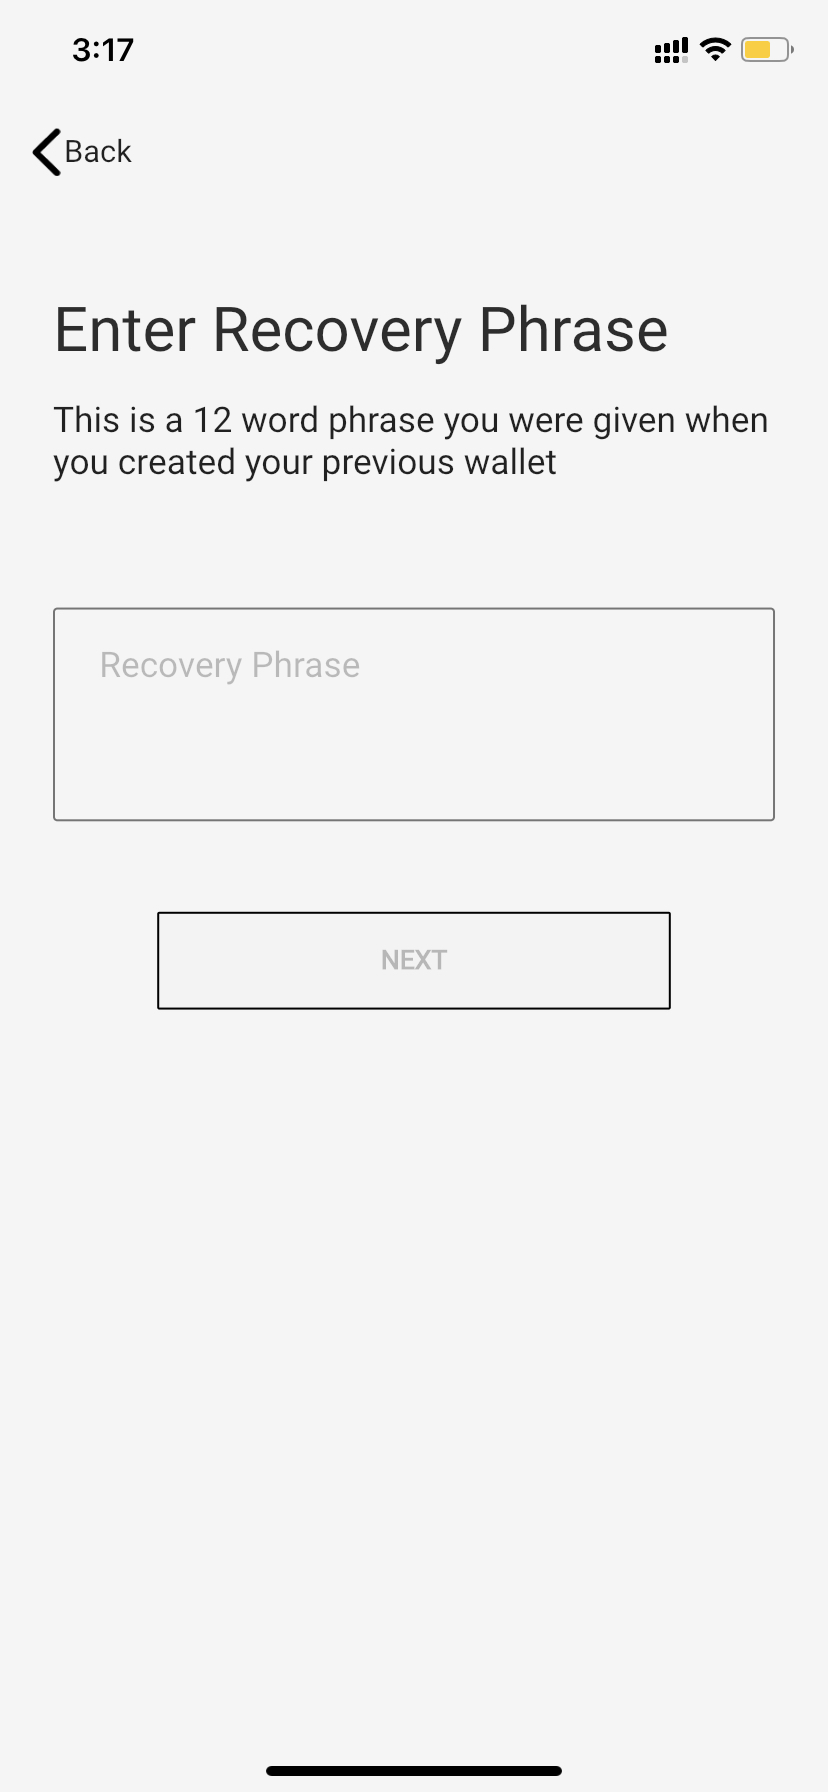 3:17
Back
Enter Recovery Phrase
This is a 12 word phrase you were given when
you created your previous wallet
Recovery Phrase
NEXT